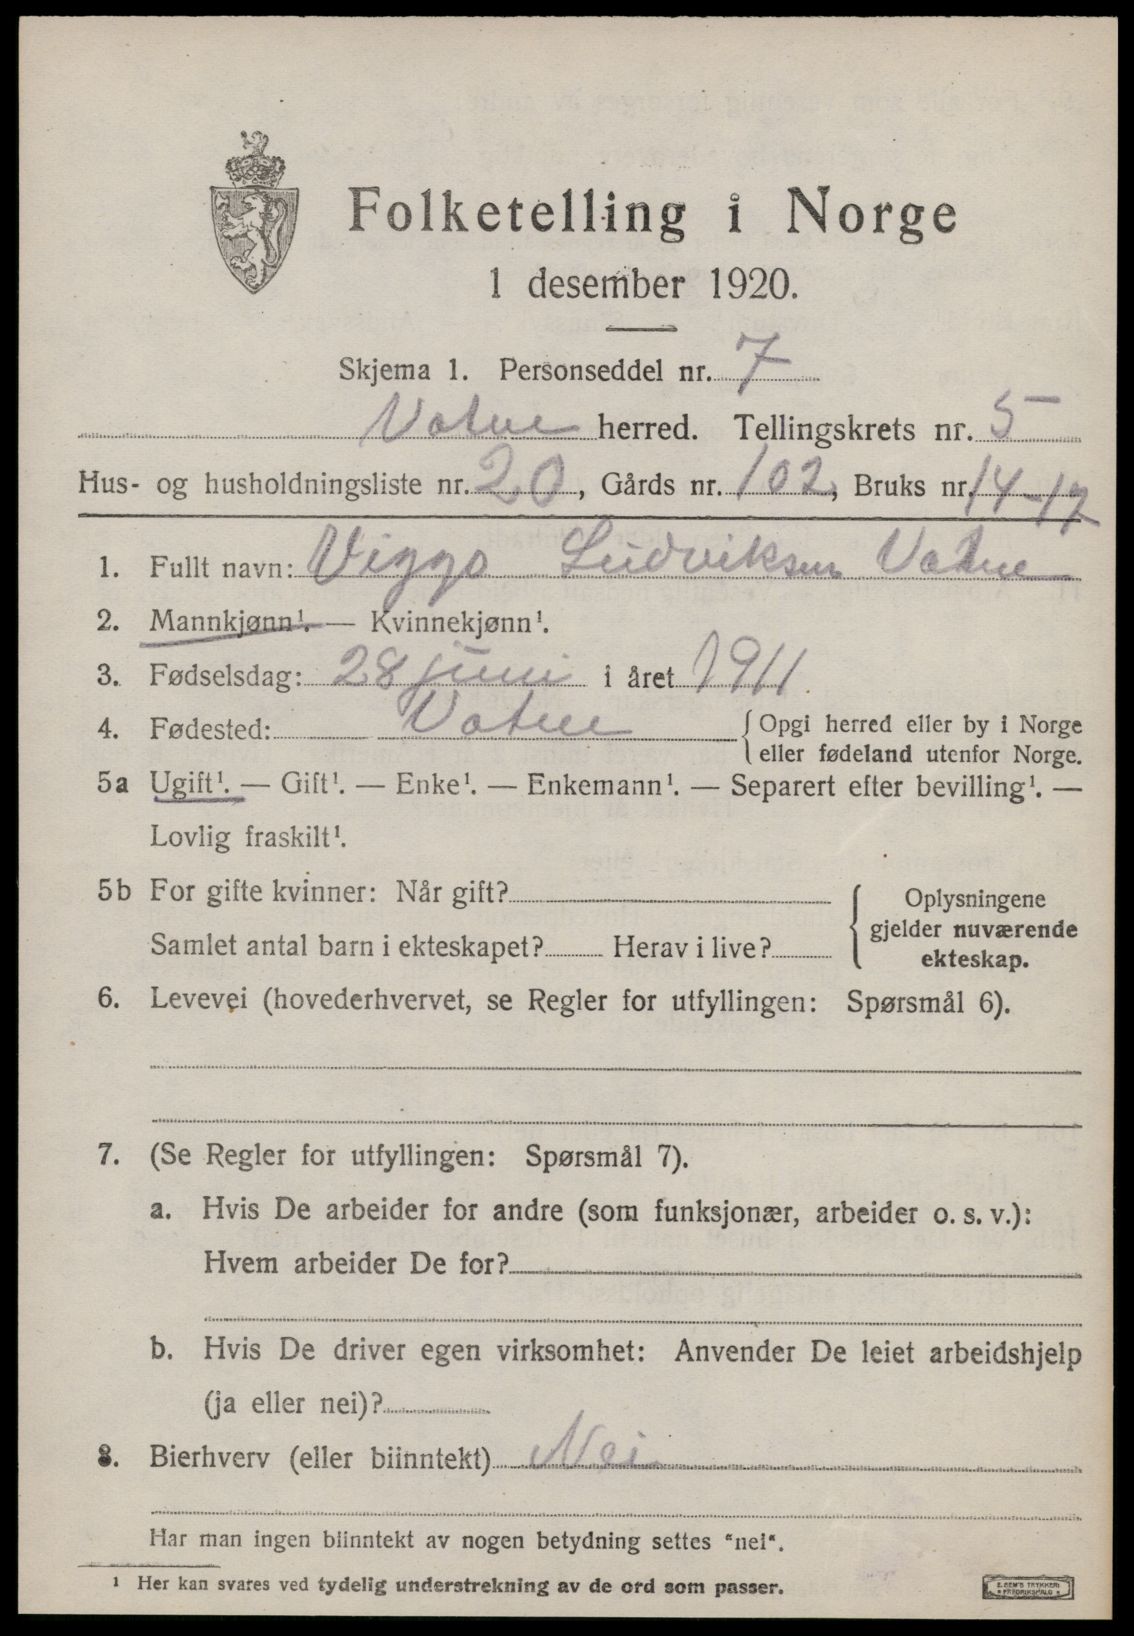 Folketelling i Norge
1 desember 1920.
Skjema 1. Personseddel nr. 7
Vatne herred. Tellingskrets nr. 5
Hus- og husholdningsliste nr. 20, Gårds nr. 102, Bruks nr. 14-17
1. Fullt navn: Viggo Ludviksen Vatne
2. Mannkjønn¹. — Kvinnekjønn¹.
3. Fødselsdag: 28 juni i året 1911
4. Fødested: Vatne { Opgi herred eller by i Norge
eller fødeland utenfor Norge.
5a Ugift¹. — Gift¹. — Enke¹. — Enkemann¹. — Separert efter bevilling¹. —
Lovlig fraskilt¹.
5b For gifte kvinner: Når gift?
Samlet antal barn i ekteskapet? Herav i live?
{ Oplysningene
gjelder nuværende
ekteskap.
6. Levevei (hovederhvervet, se Regler for utfyllingen: Spørsmål 6).
7. (Se Regler for utfyllingen: Spørsmål 7).
a. Hvis De arbeider for andre (som funksjonær, arbeider o. s. v.):
Hvem arbeider De for?
b. Hvis De driver egen virksomhet: Anvender De leiet arbeidshjelp
(ja eller nei)?
8. Bierhverv (eller biinntekt) Nei
Har man ingen biinntekt av nogen betydning settes "nei".
¹ Her kan svares ved tydelig understrekning av de ord som passer.
E. SEM'S TRYKKERI
FREDRIKSHALD